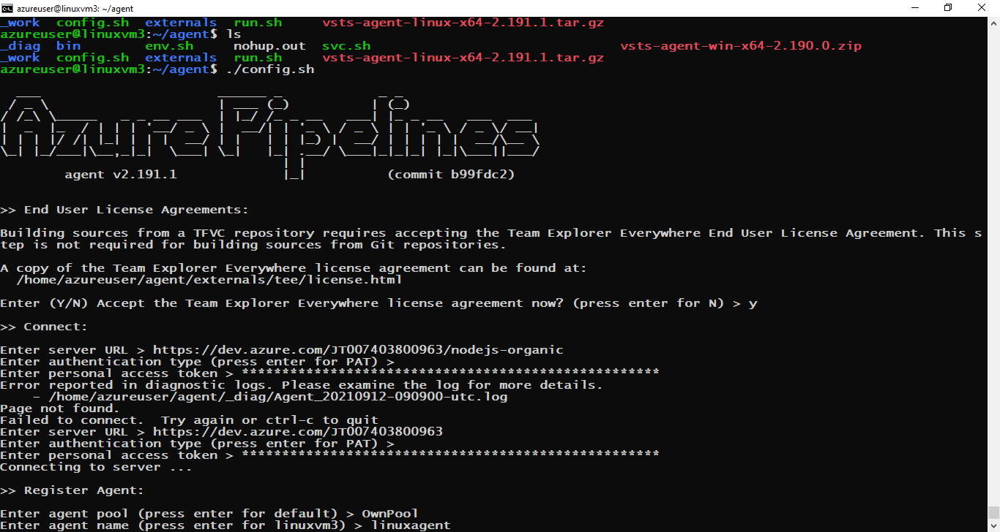 azureuser@linuxvm3: ~/agent
_work  config.sh  externals  run.sh     vsts-agent-linux-x64-2.191.1.tar.gz
azureuser@linuxvm3:~/agent$ ls
_diag  bin        env.sh     nohup.out  svc.sh                               vsts-agent-win-x64-2.190.0.zip
_work  config.sh  externals  run.sh     vsts-agent-linux-x64-2.191.1.tar.gz
azureuser@linuxvm3:~/agent$ ./config.sh
Azure Pipelines
agent v2.191.1             (commit b99fdc2)
>> End User License Agreements:
Building sources from a TFVC repository requires accepting the Team Explorer Everywhere End User License Agreement. This s
tep is not required for building sources from Git repositories.
A copy of the Team Explorer Everywhere license agreement can be found at:
  /home/azureuser/agent/externals/tee/license.html
Enter (Y/N) Accept the Team Explorer Everywhere license agreement now? (press enter for N) > y
>> Connect:
Enter server URL > https://dev.azure.com/JT007403800963/nodejs-organic
Enter authentication type (press enter for PAT) >
Enter personal access token > ****************************************************
Error reported in diagnostic logs. Please examine the log for more details.
    - /home/azureuser/agent/_diag/Agent_20210912-090900-utc.log
Page not found.
Failed to connect.  Try again or ctrl-c to quit
Enter server URL > https://dev.azure.com/JT007403800963
Enter authentication type (press enter for PAT) >
Enter personal access token > ****************************************************
Connecting to server ...
>> Register Agent:
Enter agent pool (press enter for default) > OwnPool
Enter agent name (press enter for linuxvm3) > linuxagent